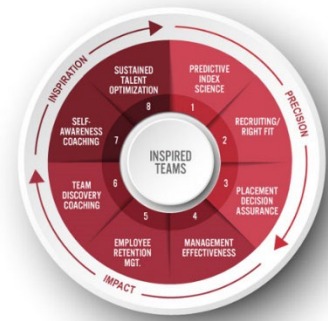 INSPIRATION
PRECISION
IMPACT
INSPIRED
TEAMS
PREDICTIVE
INDEX
SCIENCE
1
RECRUITING/
RIGHT FIT
2
PLACEMENT
DECISION
ASSURANCE
3
MANAGEMENT
EFFECTIVENESS
4
EMPLOYEE
RETENTION
MGT.
5
TEAM
DISCOVERY
COACHING
6
SELF-
AWARENESS
COACHING
7
SUSTAINED
TALENT
OPTIMIZATION
8